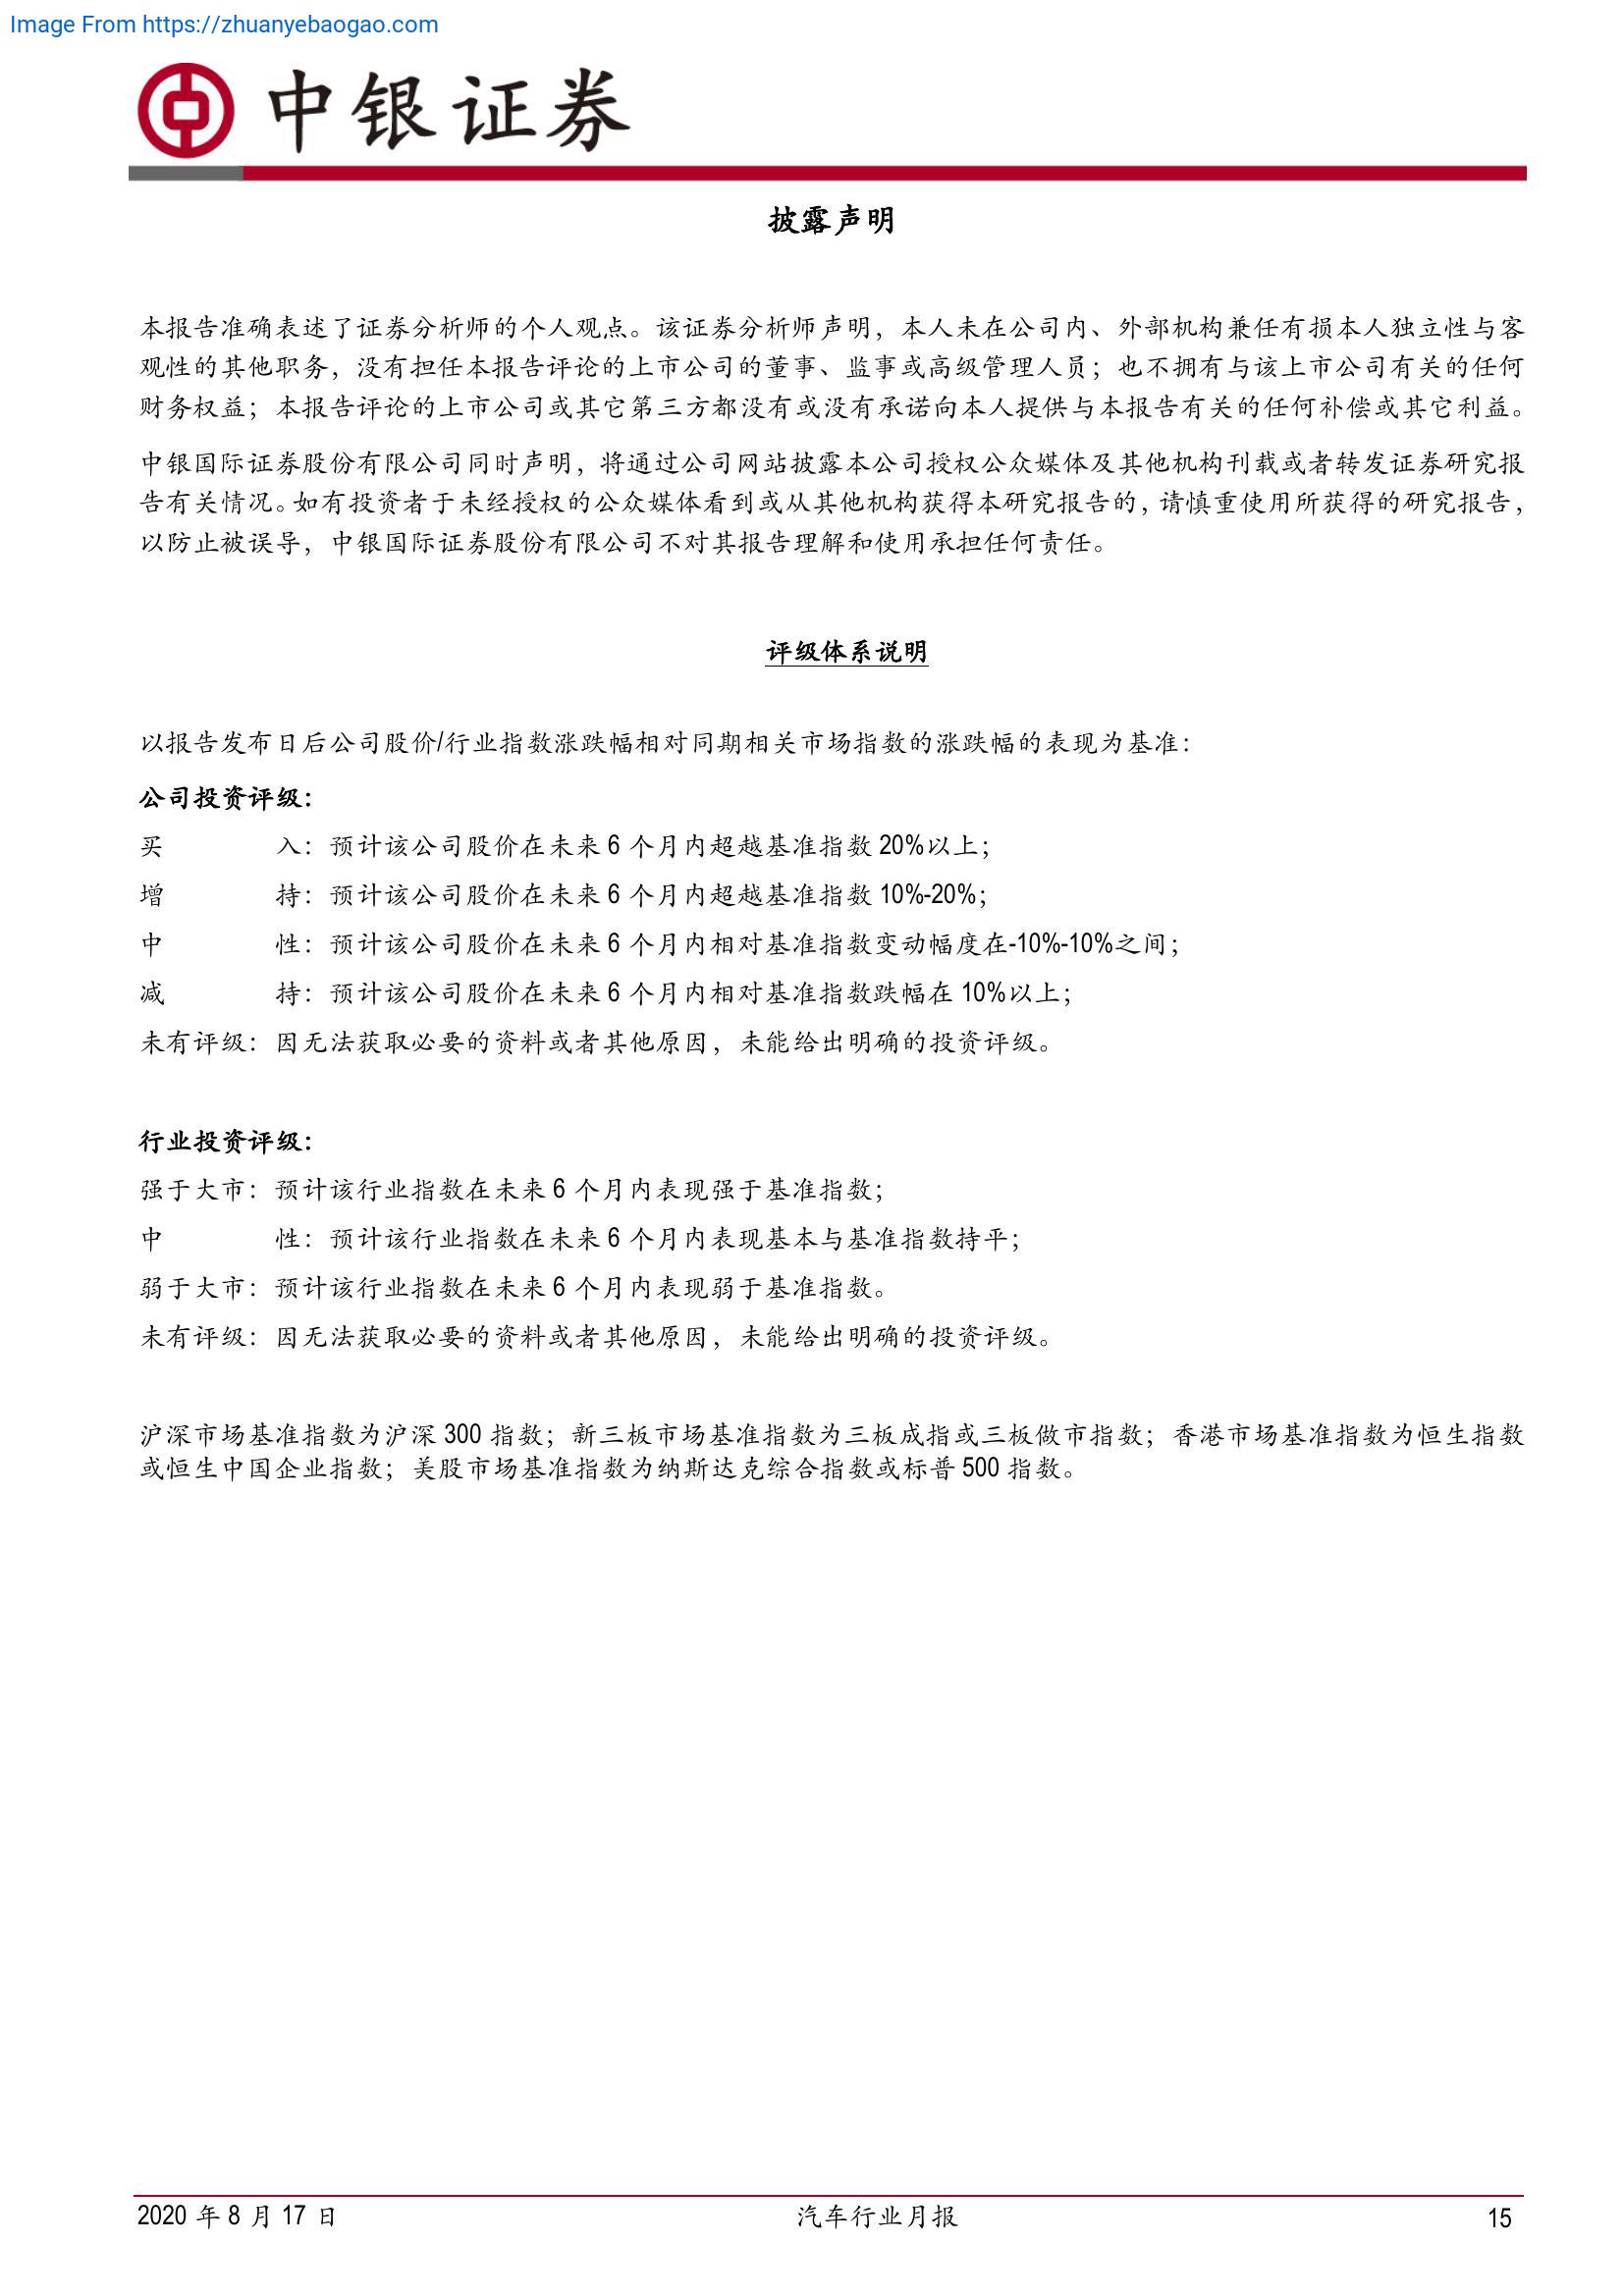 Image From https://zhuanyebaogao.com
中银证券
披露声明
本报告准确表述了证券分析师的个人观点。该证券分析师声明，本人未在公司内、外部机构兼任有损本人独立性与客
观性的其他职务，没有担任本报告评论的上市公司的董事、监事或高级管理人员；也不拥有与该上市公司有关的任何
财务权益；本报告评论的上市公司或其它第三方都没有或没有承诺向本人提供与本报告有关的任何补偿或其它利益。
中银国际证券股份有限公司同时声明，将通过公司网站披露本公司授权公众媒体及其他机构刊载或者转发证券研究报
告有关情况。如有投资者于未经授权的公众媒体看到或从其他机构获得本研究报告的，请慎重使用所获得的研究报告，
以防止被误导，中银国际证券股份有限公司不对其报告理解和使用承担任何责任。
评级体系说明
以报告发布日后公司股价/行业指数涨跌幅相对同期相关市场指数的涨跌幅的表现为基准：
公司投资评级：
买 入：预计该公司股价在未来 6 个月内超越基准指数 20%以上；
增 持：预计该公司股价在未来 6 个月内超越基准指数 10%-20%；
中 性：预计该公司股价在未来 6 个月内相对基准指数变动幅度在-10%-10%之间；
减 持：预计该公司股价在未来 6 个月内相对基准指数跌幅在 10%以上；
未有评级：因无法获取必要的资料或者其他原因，未能给出明确的投资评级。
行业投资评级：
强于大市：预计该行业指数在未来 6 个月内表现强于基准指数；
中 性：预计该行业指数在未来 6 个月内表现基本与基准指数持平；
弱于大市：预计该行业指数在未来 6 个月内表现弱于基准指数。
未有评级：因无法获取必要的资料或者其他原因，未能给出明确的投资评级。
沪深市场基准指数为沪深 300 指数；新三板市场基准指数为三板成指或三板做市指数；香港市场基准指数为恒生指数
或恒生中国企业指数；美股市场基准指数为纳斯达克综合指数或标普 500 指数。
2020 年 8 月 17 日 汽车行业月报 15